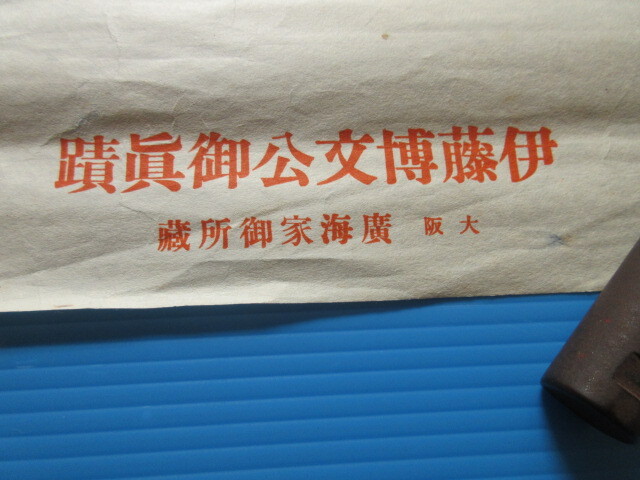 伊藤博文公御眞蹟
大阪 廣海家御所藏